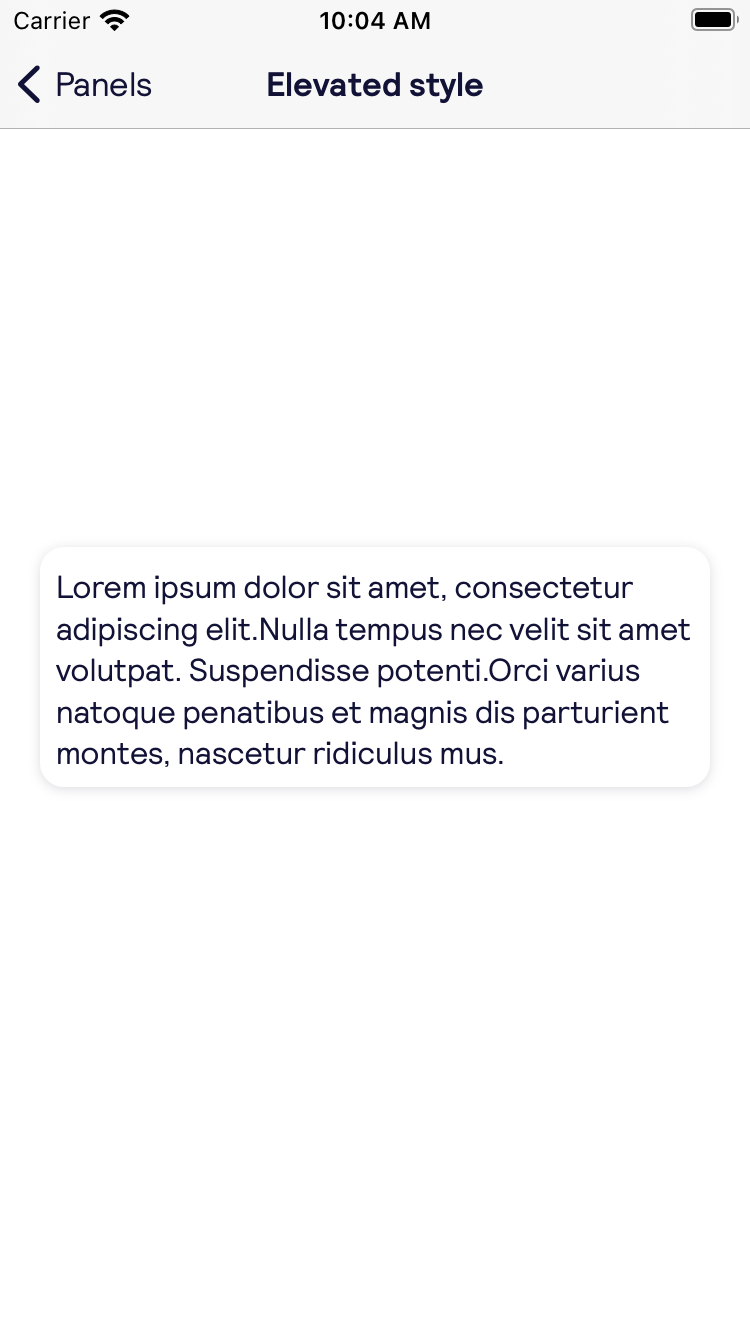 Carrier 10:04 AM
Panels Elevated style
Lorem ipsum dolor sit amet, consectetur
adipiscing elit.Nulla tempus nec velit sit amet
volutpat. Suspendisse potenti.Orci varius
natoque penatibus et magnis dis parturient
montes, nascetur ridiculus mus.